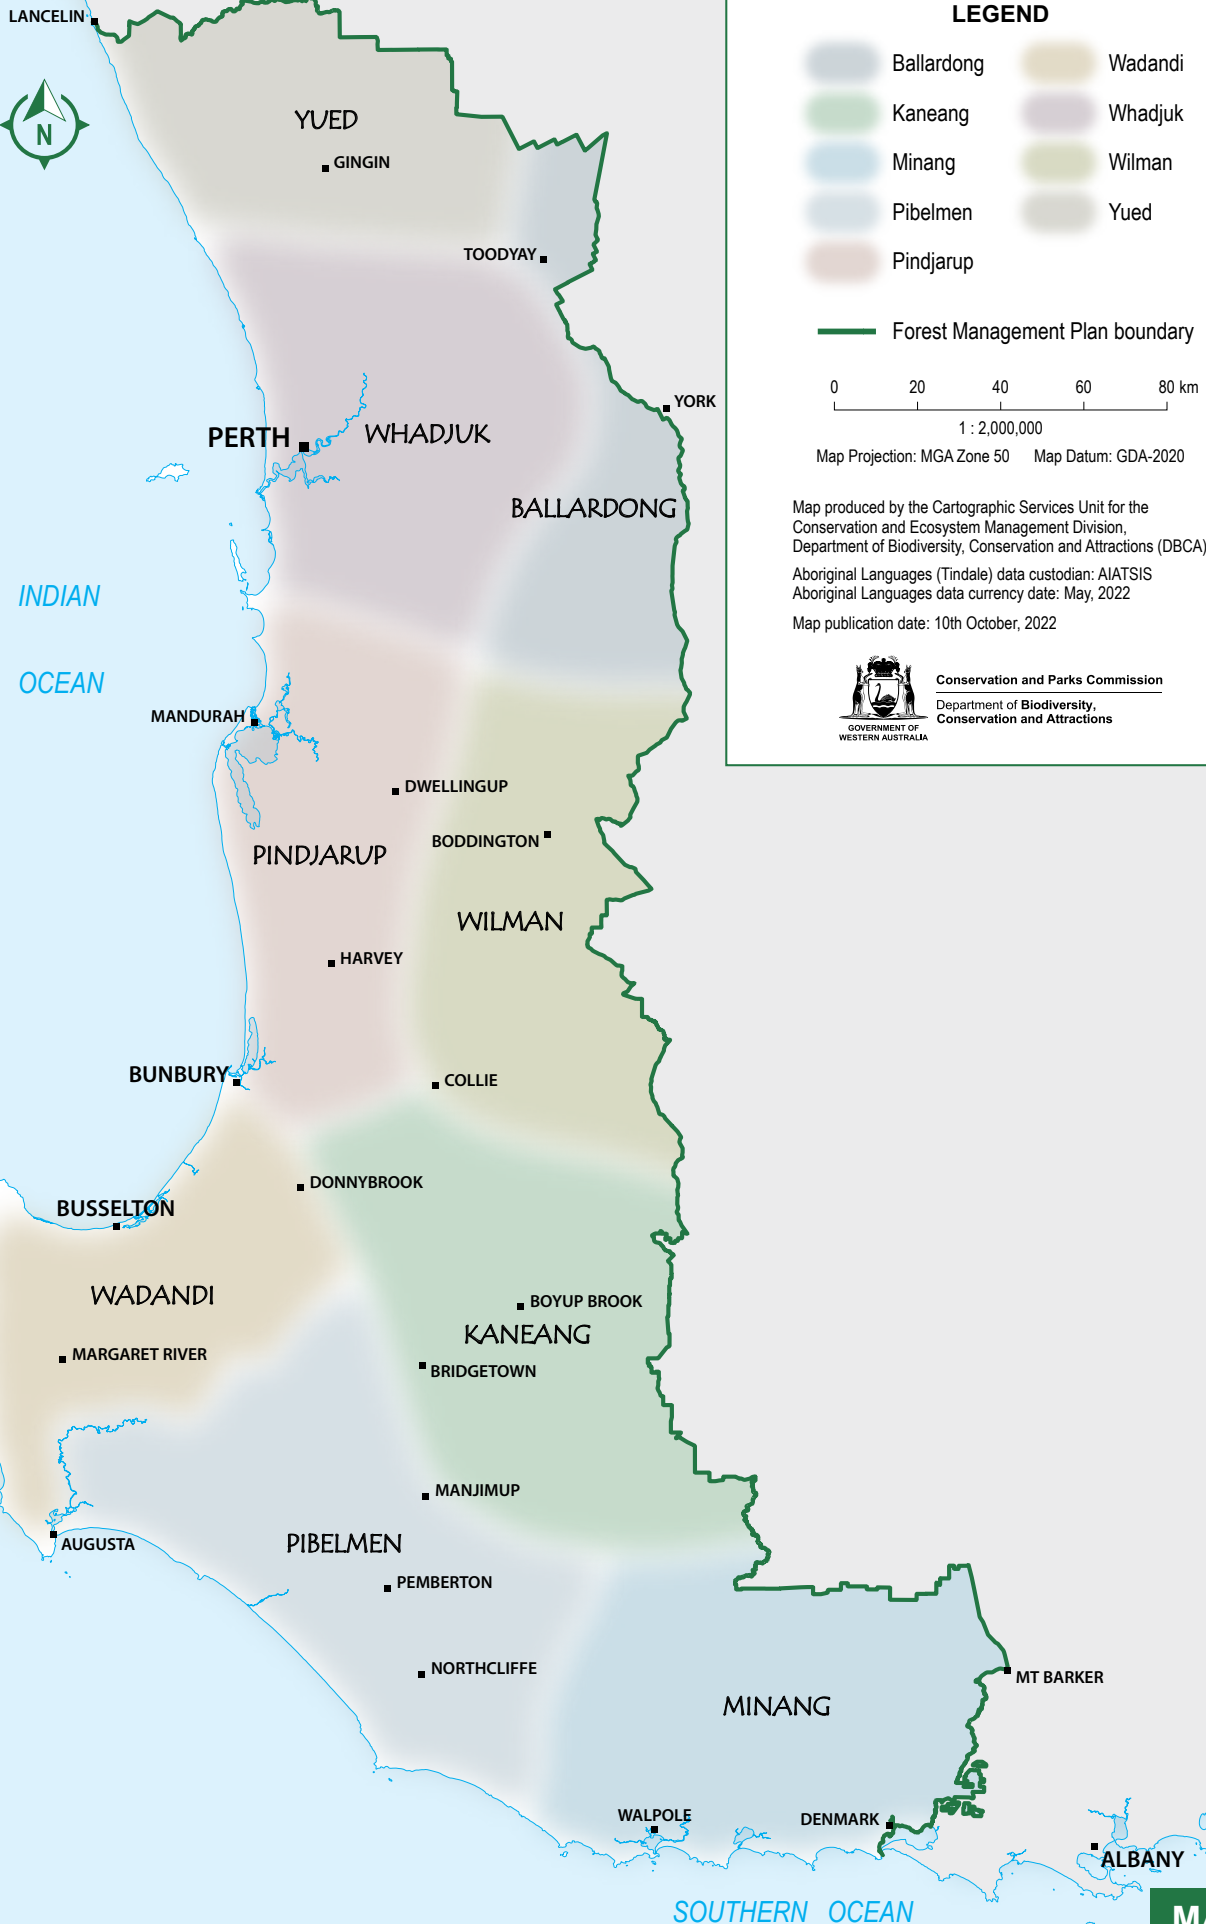 LANCELIN
N
YUED
GINGIN
TOODYAY
YORK
PERTH
WHADJUK
BALLARDONG
INDIAN
OCEAN
MANDURAH
DWELLINGUP
BODDINGTON
PINDJARUP
WILMAN
HARVEY
BUNBURY
COLLIE
DONNYBROOK
BUSSELTON
WADANDI
BOYUP BROOK
KANEANG
MARGARET RIVER
BRIDGETOWN
MANJIMUP
AUGUSTA
PIBELMEN
PEMBERTON
NORTHCLIFFE
MT BARKER
MINANG
WALPOLE
DENMARK
ALBANY
SOUTHERN OCEAN
LEGEND
Ballardong
Kaneang
Minang
Pibelmen
Pindjarup
Wadandi
Whadjuk
Wilman
Yued
Forest Management Plan boundary
0 20 40 60 80 km
1 : 2,000,000
Map Projection: MGA Zone 50 Map Datum: GDA-2020
Map produced by the Cartographic Services Unit for the
Conservation and Ecosystem Management Division,
Department of Biodiversity, Conservation and Attractions (DBCA)
Aboriginal Languages (Tindale) data custodian: AIATSIS
Aboriginal Languages data currency date: May, 2022
Map publication date: 10th October, 2022
GOVERNMENT OF
WESTERN AUSTRALIA
Conservation and Parks Commission
Department of Biodiversity,
Conservation and Attractions